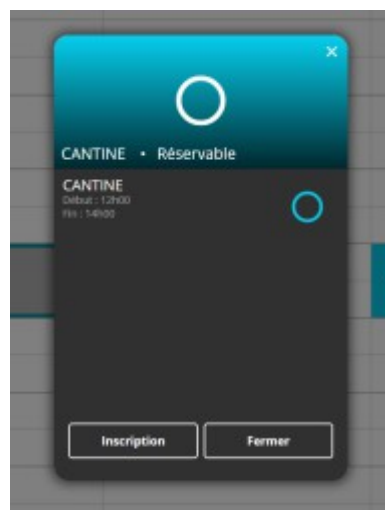 CANTINE • Réservable
CANTINE
Début : 12h00
Fin : 14h00
Inscription
Fermer